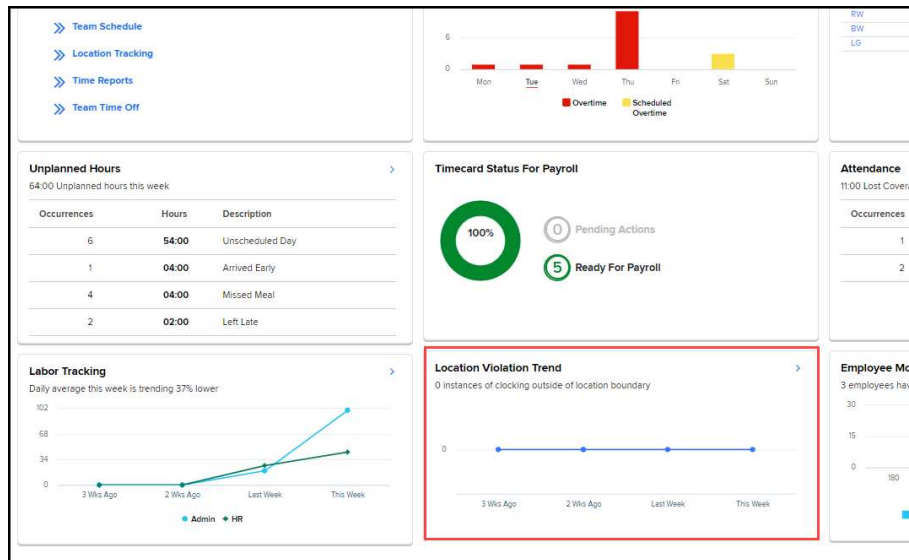 Team Schedule
Location Tracking
Time Reports
Team Time Off
6
0
Mon Tue Wed Thu Fri Sat Sun
Overtime Scheduled
Overtime
RW
BW
LG
Unplanned Hours
64:00 Unplanned hours this week
Occurrences Hours Description
6 54:00 Unscheduled Day
1 04:00 Arrived Early
4 04:00 Missed Meal
2 02:00 Left Late
Timecard Status For Payroll
100%
0 Pending Actions
5 Ready For Payroll
Attendance
11:00 Lost Covera
Occurrences
1
2
Labor Tracking
Daily average this week is trending 37% lower
102
68
34
0
3 Wks Ago 2 Wks Ago Last Week This Week
Admin HR
Location Violation Trend
0 instances of clocking outside of location boundary
0
3 Wks Ago 2 Wks Ago Last Week This Week
Employee Mo
3 employees hav
30
15
0
180